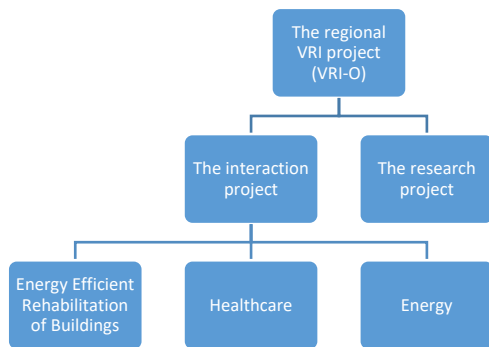 The regional
VRI project
(VRI-O)
The interaction
project
The research
project
Energy Efficient
Rehabilitation
of Buildings
Healthcare
Energy